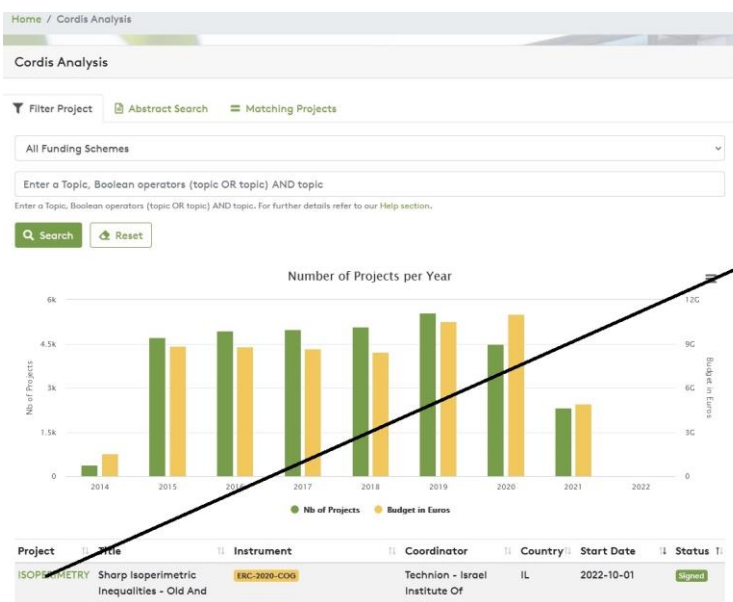 Home / Cordis Analysis
Cordis Analysis
Filter Project
Abstract Search
Matching Projects
All Funding Schemes
Enter a Topic, Boolean operators (topic OR topic) AND topic
Enter a Topic, Boolean operators (topic OR topic) AND topic. For further details refer to our Help section.
Search
Reset
Number of Projects per Year
6k
4.5k
3k
1.5k
0
Nb of Projects
12G
9G
6G
3G
0
Budget in Euros
2014 2015 2016 2017 2018 2019 2020 2021 2022
Nb of Projects Budget in Euros
Project Title Instrument Coordinator Country Start Date Status
ISOPERIMETRY Sharp Isoperimetric ERC-2020-COG Technion - Israel IL 2022-10-01 Signed
Inequalities - Old And Institute Of